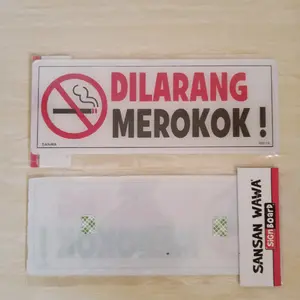 DILARANG
MEROKOK !
SANSAN WAWA
SIGN BOARD